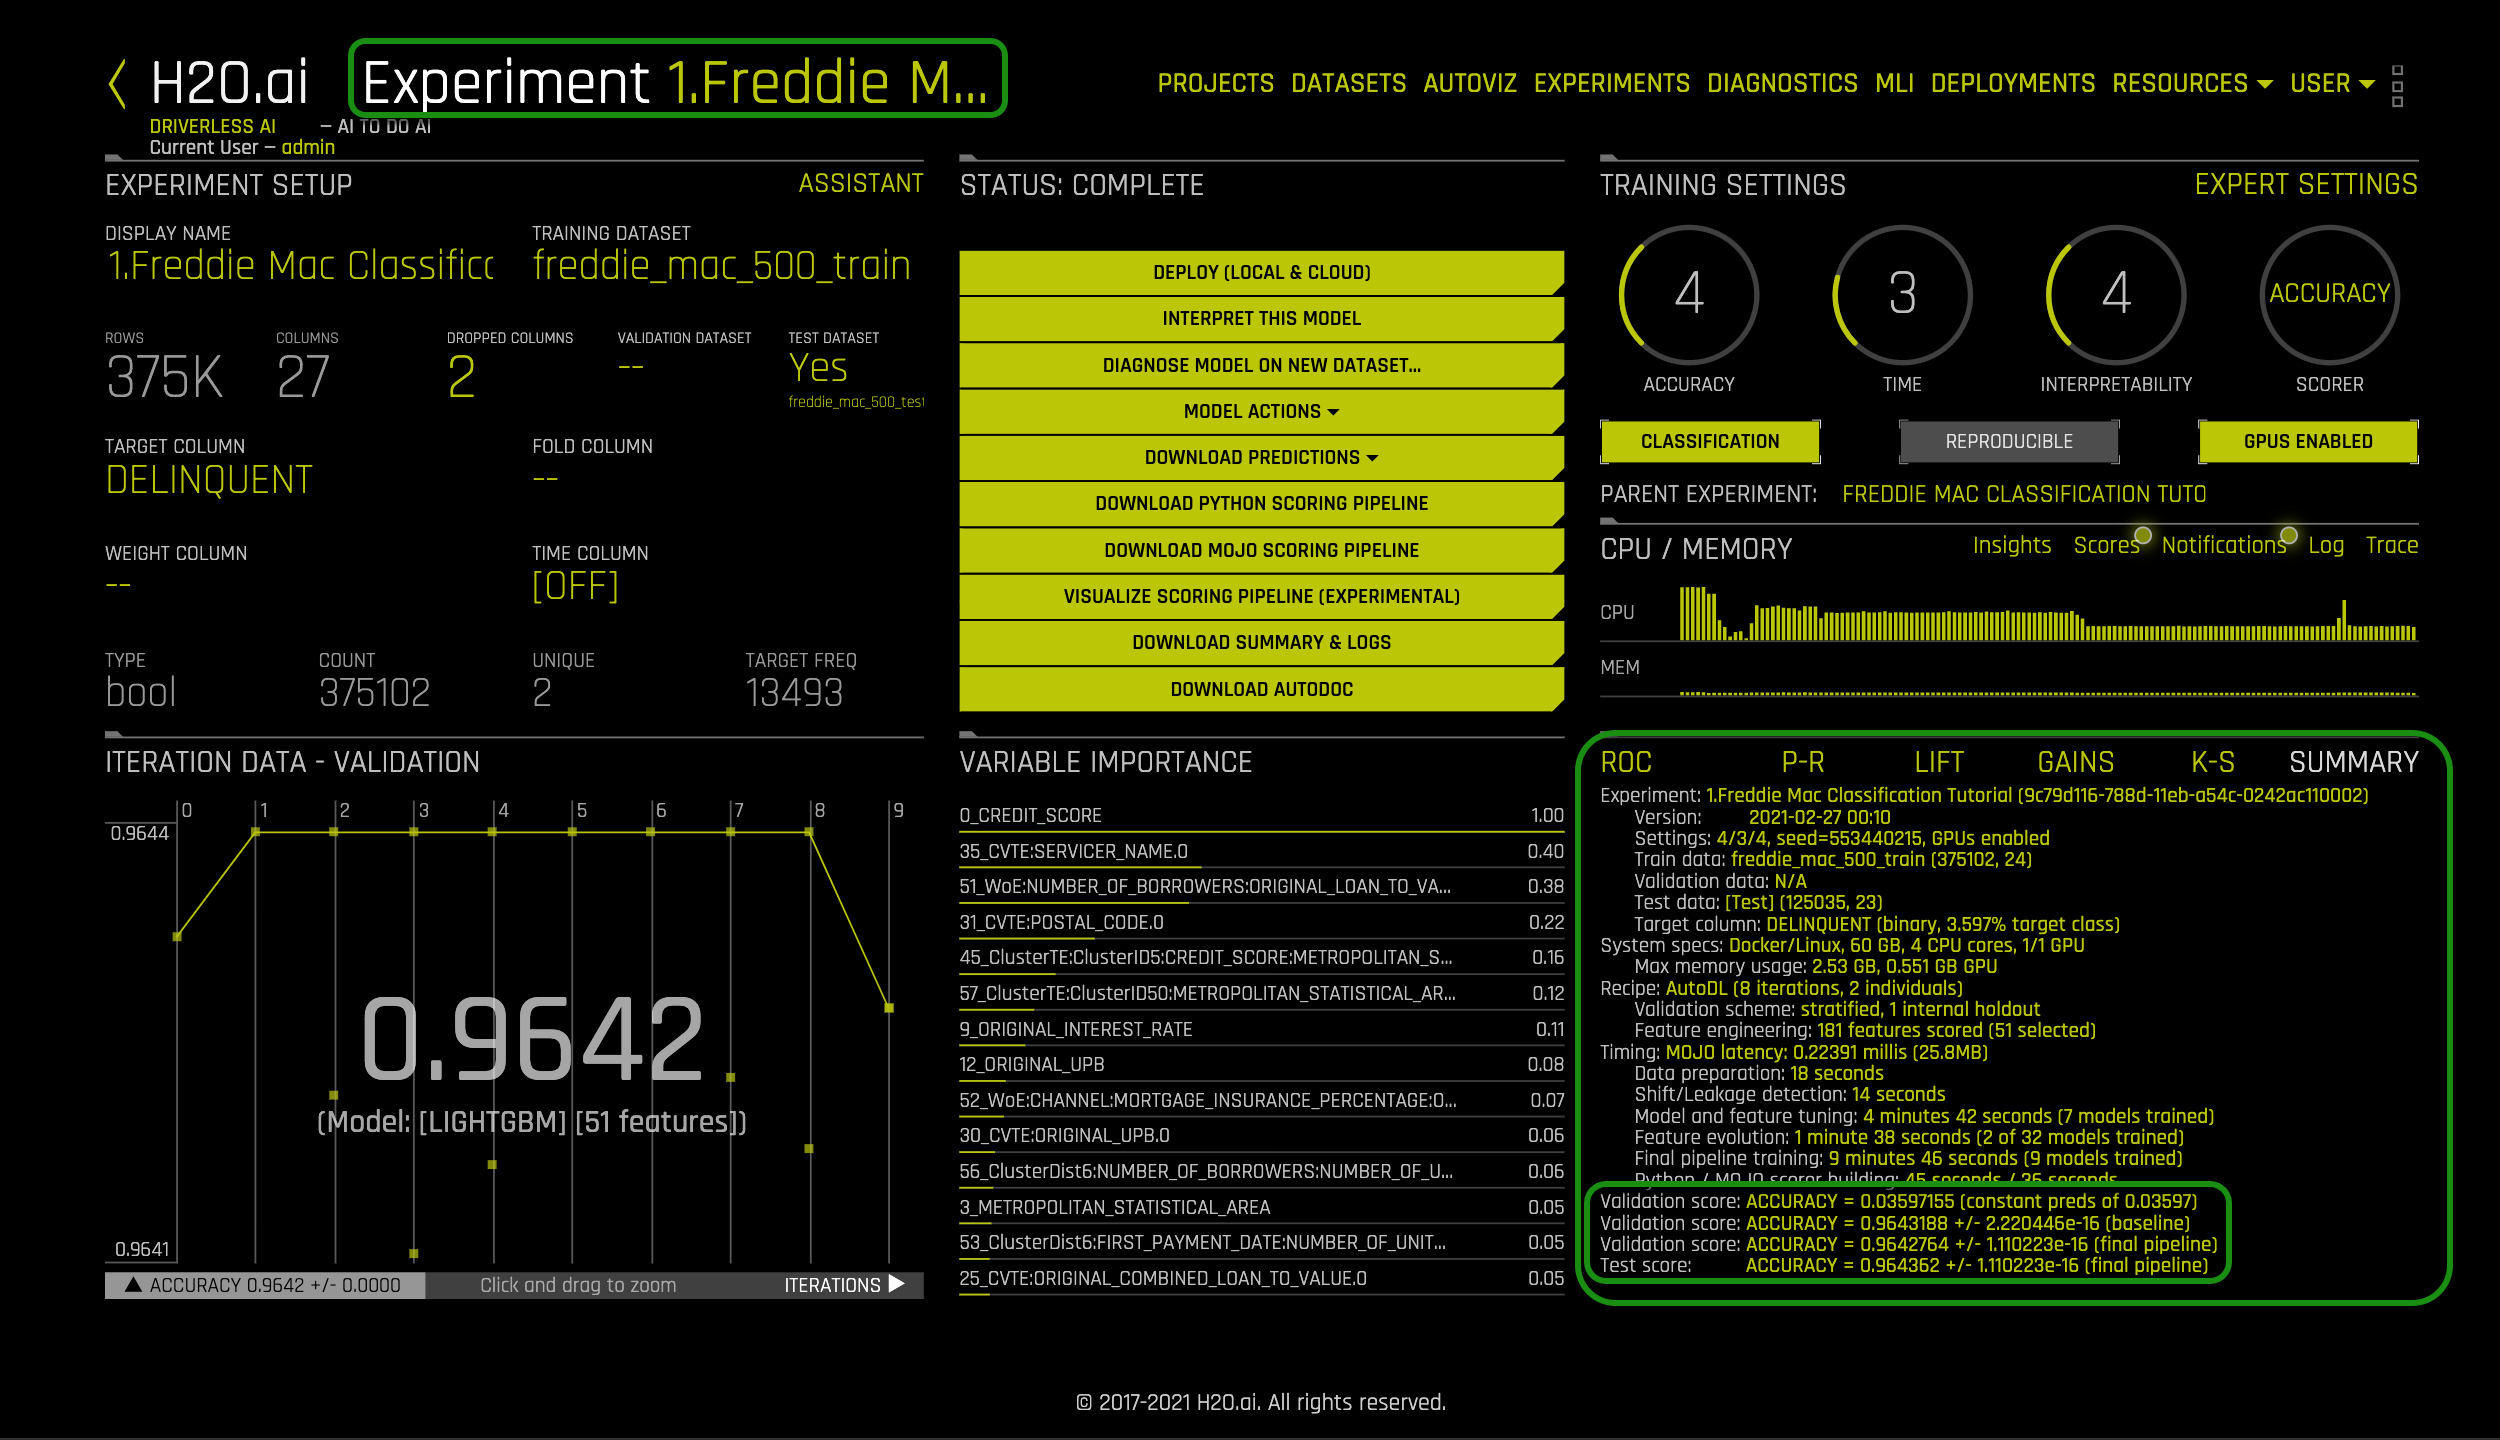 H2O.ai Experiment 1.Freddie M...
DRIVERLESS AI — AI TO DO AI
Current User — admin
PROJECTS DATASETS AUTOVIZ EXPERIMENTS DIAGNOSTICS MLI DEPLOYMENTS RESOURCES USER
EXPERIMENT SETUP ASSISTANT
DISPLAY NAME TRAINING DATASET
1.Freddie Mac Classific freddie_mac_500_train
ROWS COLUMNS DROPPED COLUMNS VALIDATION DATASET TEST DATASET
375K 27 2 -- Yes
freddie_mac_500_test
TARGET COLUMN FOLD COLUMN
DELINQUENT --
WEIGHT COLUMN TIME COLUMN
-- [OFF]
TYPE COUNT UNIQUE TARGET FREQ
bool 375102 2 13493
STATUS: COMPLETE
DEPLOY (LOCAL & CLOUD)
INTERPRET THIS MODEL
DIAGNOSE MODEL ON NEW DATASET...
MODEL ACTIONS
DOWNLOAD PREDICTIONS
DOWNLOAD PYTHON SCORING PIPELINE
DOWNLOAD MOJO SCORING PIPELINE
VISUALIZE SCORING PIPELINE (EXPERIMENTAL)
DOWNLOAD SUMMARY & LOGS
DOWNLOAD AUTODOC
TRAINING SETTINGS EXPERT SETTINGS
4 3 4 ACCURACY
ACCURACY TIME INTERPRETABILITY SCORER
CLASSIFICATION REPRODUCIBLE GPUS ENABLED
PARENT EXPERIMENT: FREDDIE MAC CLASSIFICATION TUTO
CPU / MEMORY Insights Scores Notifications Log Trace
CPU
MEM
ITERATION DATA - VALIDATION
0 1 2 3 4 5 6 7 8 9
0.9644
0.9642
(Model: [LIGHTGBM] [51 features])
0.9641
ACCURACY 0.9642 +/- 0.0000 Click and drag to zoom ITERATIONS
VARIABLE IMPORTANCE
0_CREDIT_SCORE 1.00
35_CVTE:SERVICER_NAME.0 0.40
51_WoE:NUMBER_OF_BORROWERS:ORIGINAL_LOAN_TO_VA... 0.38
31_CVTE:POSTAL_CODE.0 0.22
45_ClusterTE:ClusterID5:CREDIT_SCORE:METROPOLITAN_S... 0.16
57_ClusterTE:ClusterID50:METROPOLITAN_STATISTICAL_AR... 0.12
9_ORIGINAL_INTEREST_RATE 0.11
12_ORIGINAL_UPB 0.08
52_WoE:CHANNEL:MORTGAGE_INSURANCE_PERCENTAGE:O... 0.07
30_CVTE:ORIGINAL_UPB.0 0.06
56_ClusterDist6:NUMBER_OF_BORROWERS:NUMBER_OF_U... 0.06
3_METROPOLITAN_STATISTICAL_AREA 0.05
53_ClusterDist6:FIRST_PAYMENT_DATE:NUMBER_OF_UNIT... 0.05
25_CVTE:ORIGINAL_COMBINED_LOAN_TO_VALUE.0 0.05
ROC P-R LIFT GAINS K-S SUMMARY
Experiment: 1.Freddie Mac Classification Tutorial (9c79d116-788d-11eb-a54c-0242ac110002)
Version: 2021-02-27 00:10
Settings: 4/3/4, seed=553440215, GPUs enabled
Train data: freddie_mac_500_train (375102, 24)
Validation data: N/A
Test data: [Test] (125035, 23)
Target column: DELINQUENT (binary, 3.597% target class)
System specs: Docker/Linux, 60 GB, 4 CPU cores, 1/1 GPU
Max memory usage: 2.53 GB, 0.551 GB GPU
Recipe: AutoDL (8 iterations, 2 individuals)
Validation scheme: stratified, 1 internal holdout
Feature engineering: 181 features scored (51 selected)
Timing: MOJO latency: 0.22391 millis (25.8MB)
Data preparation: 18 seconds
Shift/Leakage detection: 14 seconds
Model and feature tuning: 4 minutes 42 seconds (7 models trained)
Feature evolution: 1 minute 38 seconds (2 of 32 models trained)
Final pipeline training: 9 minutes 46 seconds (9 models trained)
Python / MOJO scorer building: 45 seconds / 36 seconds
Validation score: ACCURACY = 0.03597155 (constant preds of 0.03597)
Validation score: ACCURACY = 0.9643188 +/- 2.220446e-16 (baseline)
Validation score: ACCURACY = 0.9642764 +/- 1.110223e-16 (final pipeline)
Test score: ACCURACY = 0.964362 +/- 1.110223e-16 (final pipeline)
© 2017-2021 H2O.ai. All rights reserved.